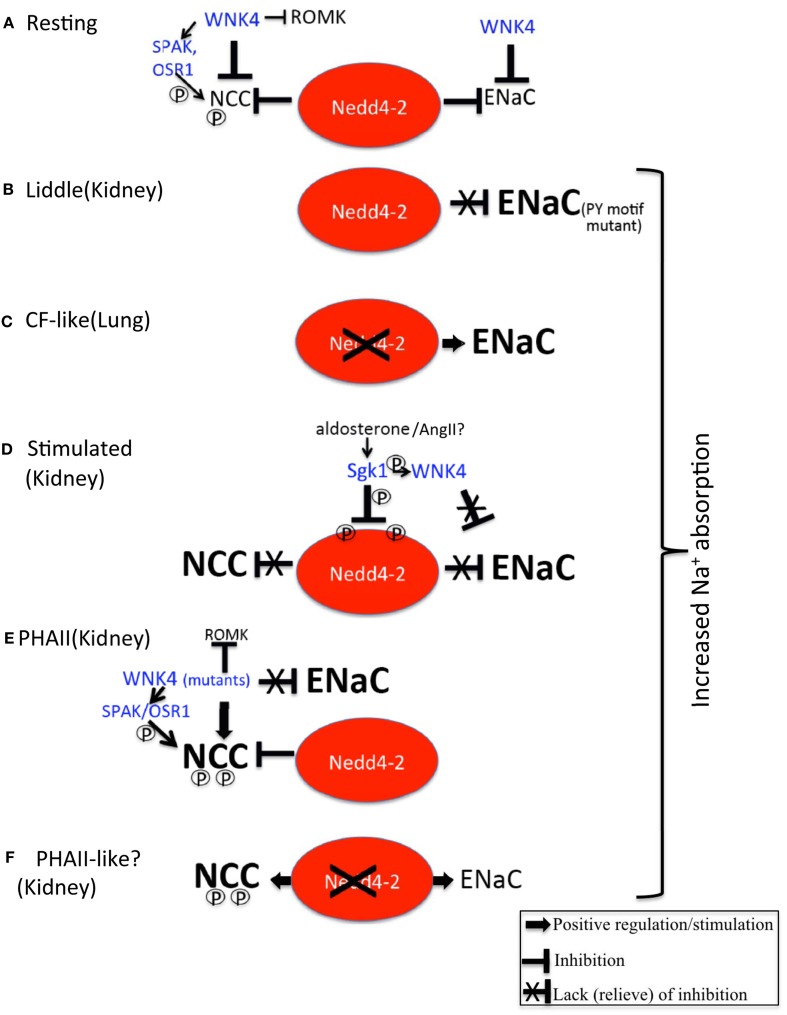 A Resting
WNK4
ROMK
SPAK,
OSR1
P
NCC
P
Nedd4-2
WNK4
ENaC
B Liddle(Kidney)
Nedd4-2
ENaC(PY motif
mutant)
C CF-like(Lung)
Nedd4-2
ENaC
D Stimulated
(Kidney)
aldosterone/AngII?
Sgk1 P WNK4
P
P P
NCC
Nedd4-2
ENaC
E PHAII(Kidney)
ROMK
WNK4 (mutants)
ENaC
SPAK/OSR1
P
NCC
P P
Nedd4-2
F PHAII-like?
(Kidney)
NCC
P P
Nedd4-2
ENaC
Increased Na⁺ absorption
Positive regulation/stimulation
Inhibition
Lack (relieve) of inhibition